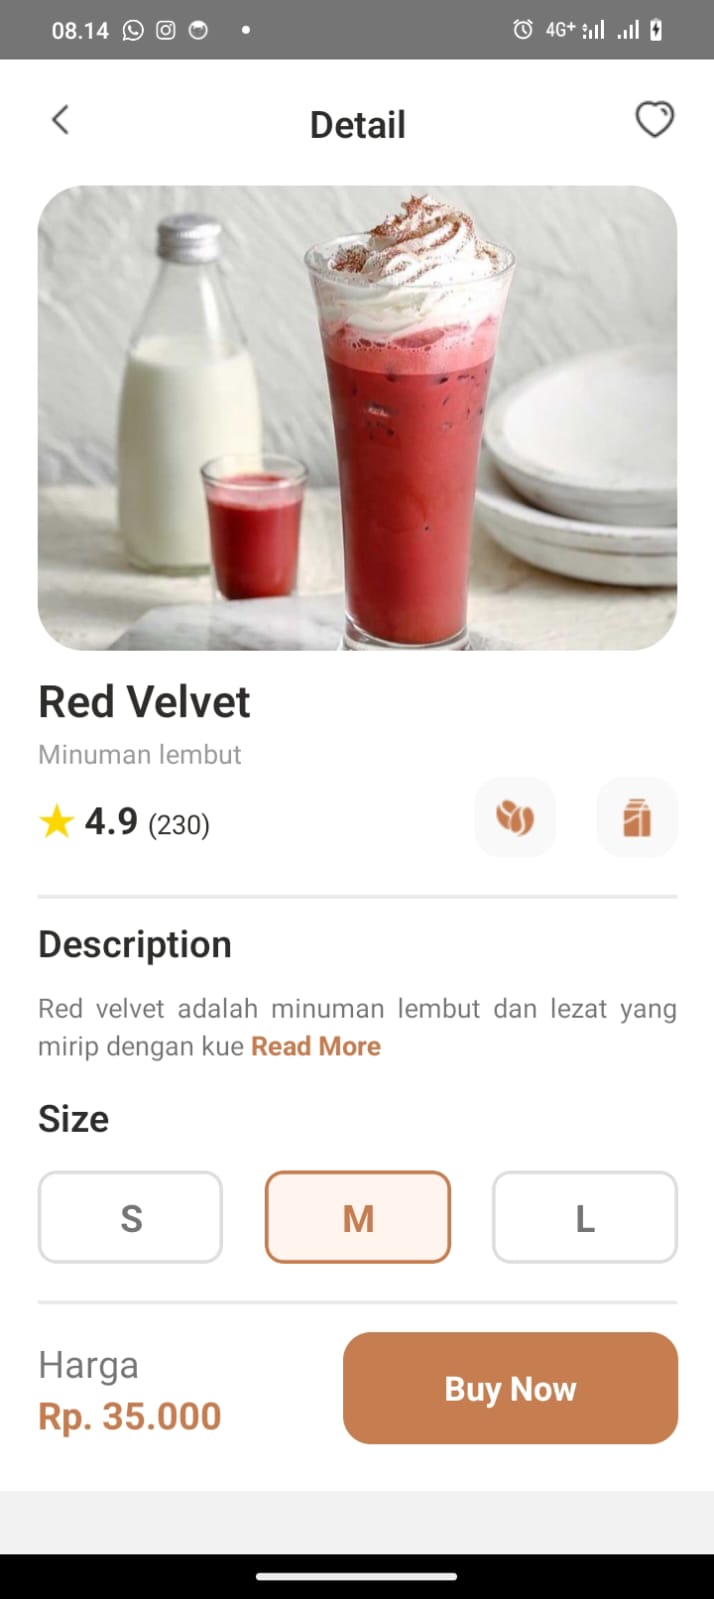 08.14
4G+
Detail
Red Velvet
Minuman lembut
4.9 (230)
Description
Red velvet adalah minuman lembut dan lezat yang
mirip dengan kue Read More
Size
S M L
Harga
Rp. 35.000
Buy Now